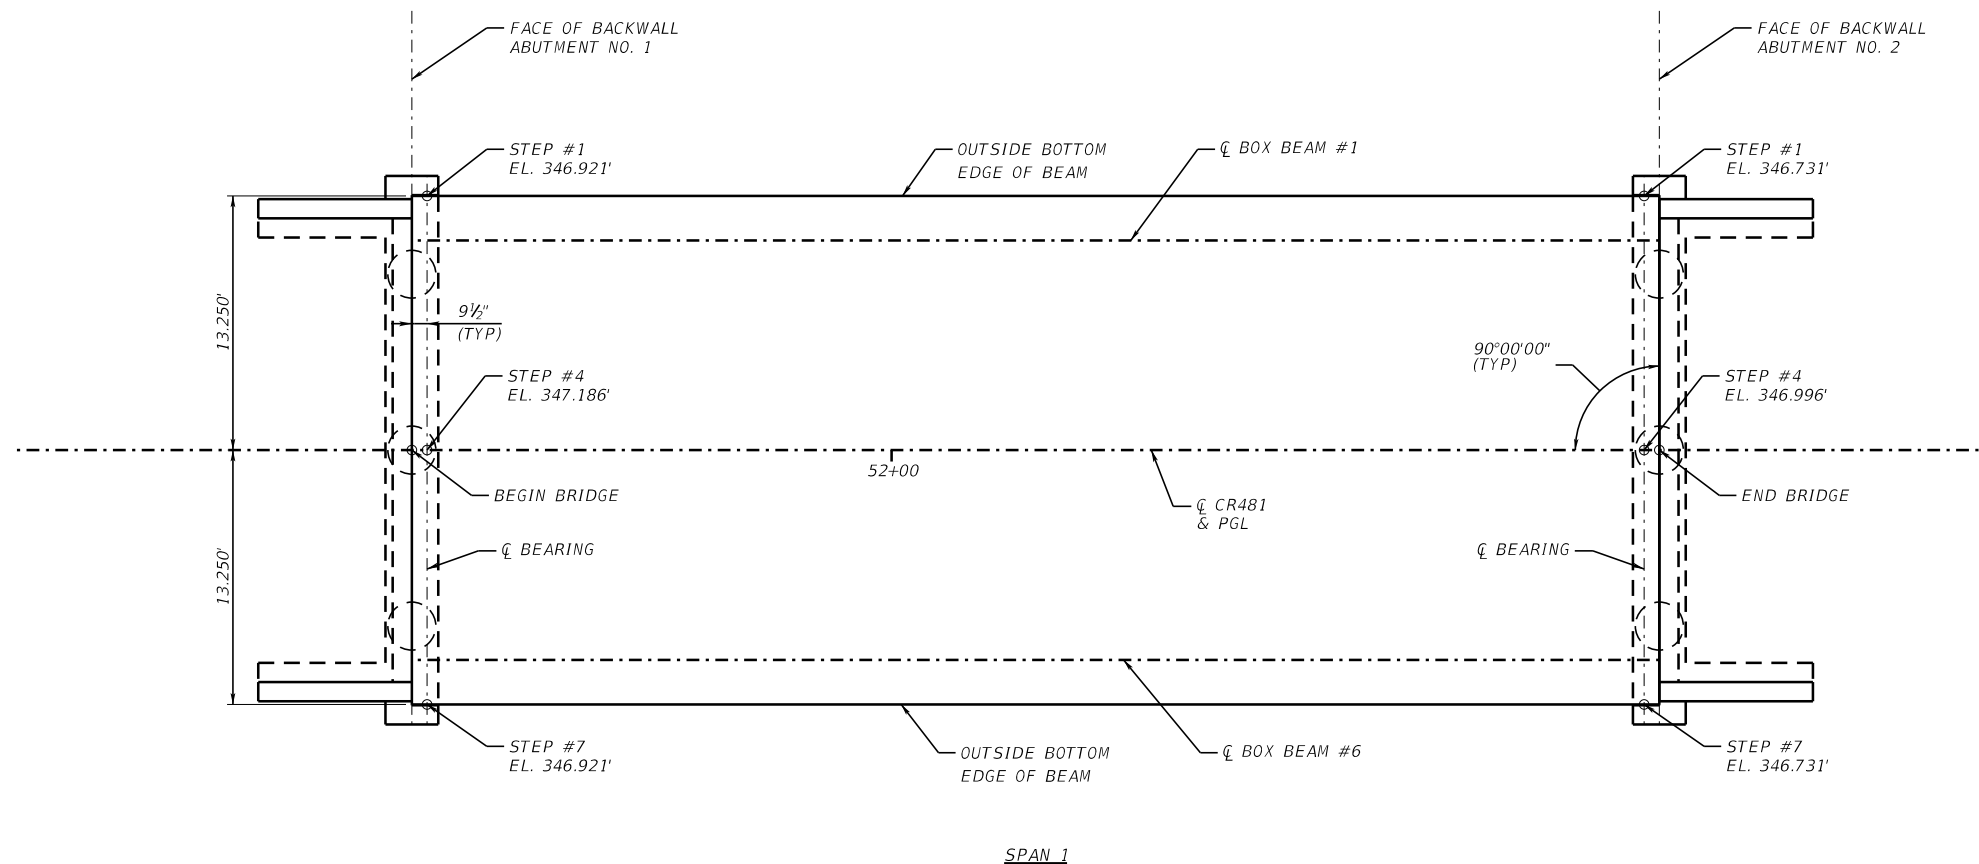 FACE OF BACKWALL
ABUTMENT NO. 1
FACE OF BACKWALL
ABUTMENT NO. 2
STEP #1
EL. 346.921'
OUTSIDE BOTTOM
EDGE OF BEAM
℄ BOX BEAM #1
STEP #1
EL. 346.731'
13.250'
9½"
(TYP)
90°00'00"
(TYP)
STEP #4
EL. 347.186'
STEP #4
EL. 346.996'
52+00
BEGIN BRIDGE
℄ CR481
& PGL
END BRIDGE
13.250'
℄ BEARING
℄ BEARING
STEP #7
EL. 346.921'
OUTSIDE BOTTOM
EDGE OF BEAM
℄ BOX BEAM #6
STEP #7
EL. 346.731'
SPAN 1